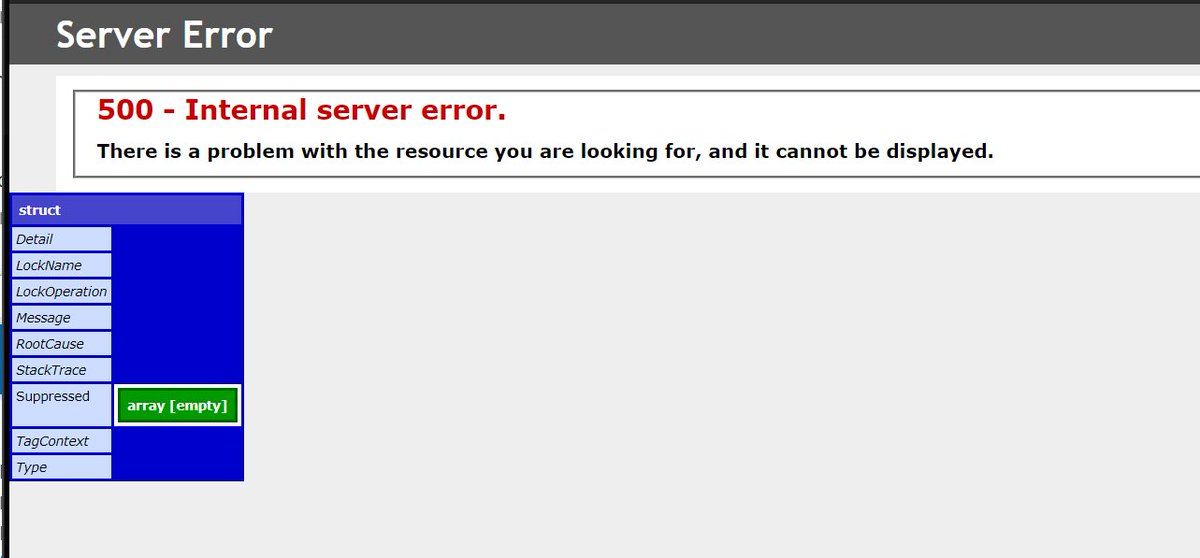 Server Error
500 - Internal server error.
There is a problem with the resource you are looking for, and it cannot be displayed.
struct
Detail
LockName
LockOperation
Message
RootCause
StackTrace
Suppressed
array [empty]
TagContext
Type